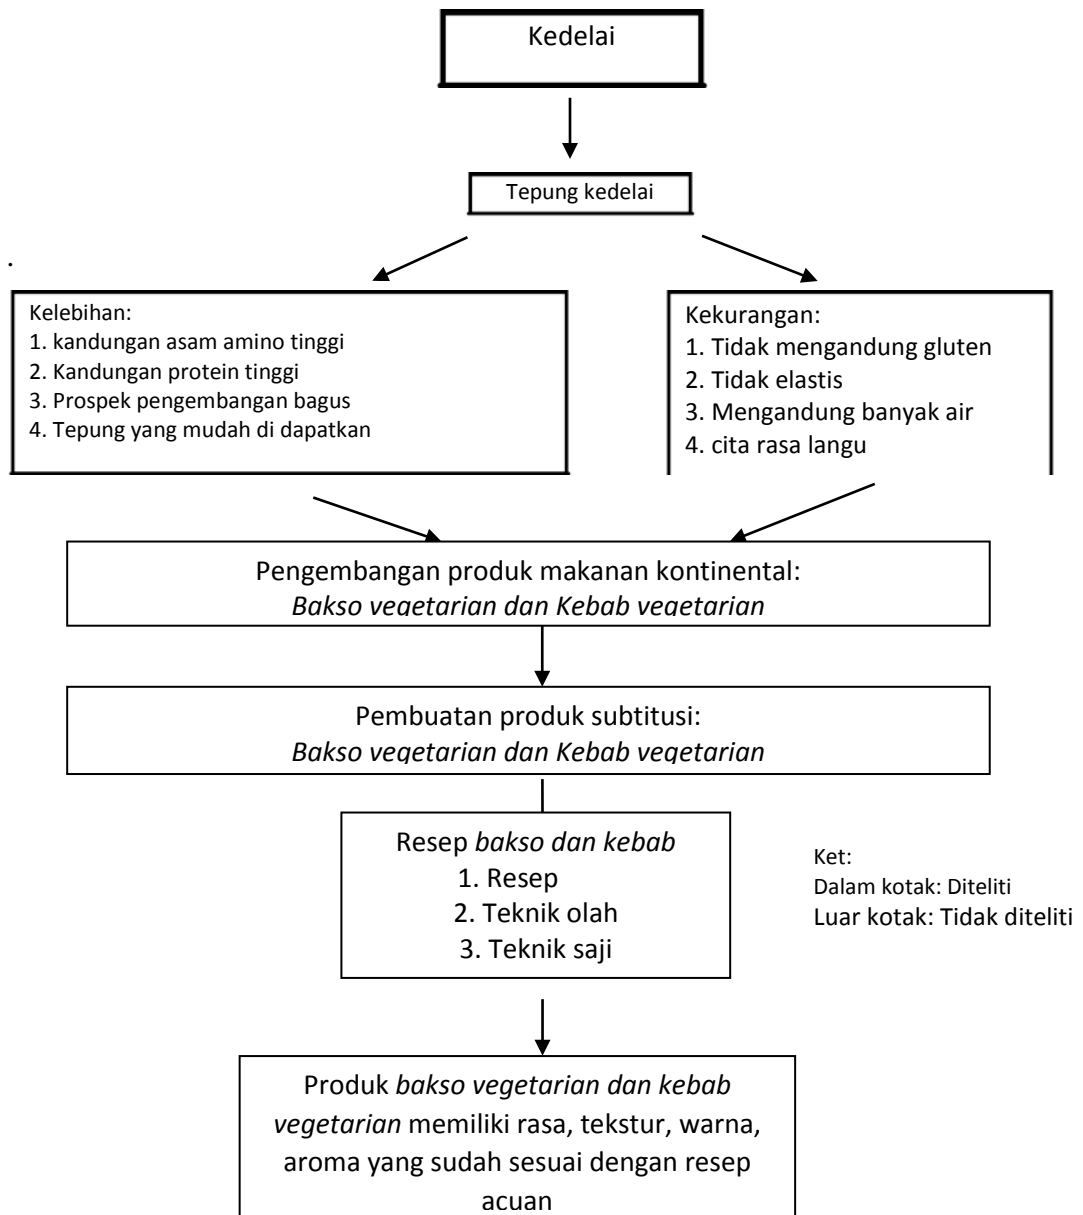 Kedelai
Tepung kedelai
.
Kelebihan:
1. kandungan asam amino tinggi
2. Kandungan protein tinggi
3. Prospek pengembangan bagus
4. Tepung yang mudah di dapatkan
Kekurangan:
1. Tidak mengandung gluten
2. Tidak elastis
3. Mengandung banyak air
4. cita rasa langu
Pengembangan produk makanan kontinental:
Bakso vegetarian dan Kebab vegetarian
Pembuatan produk subtitusi:
Bakso vegetarian dan Kebab vegetarian
Resep bakso dan kebab
1. Resep
2. Teknik olah
3. Teknik saji
Ket:
Dalam kotak: Diteliti
Luar kotak: Tidak diteliti
Produk bakso vegetarian dan kebab
vegetarian memiliki rasa, tekstur, warna,
aroma yang sudah sesuai dengan resep
acuan